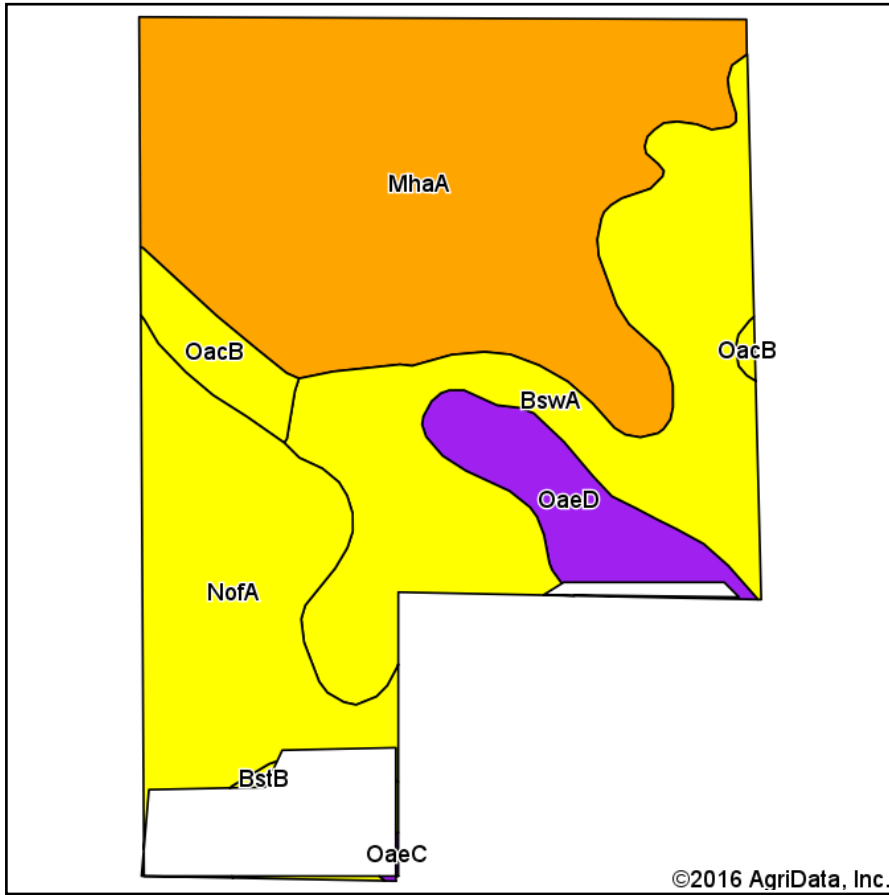 MhaA
OacB
OacB
BswA
OaeD
NofA
BstB
OaeC
©2016 AgriData, Inc.